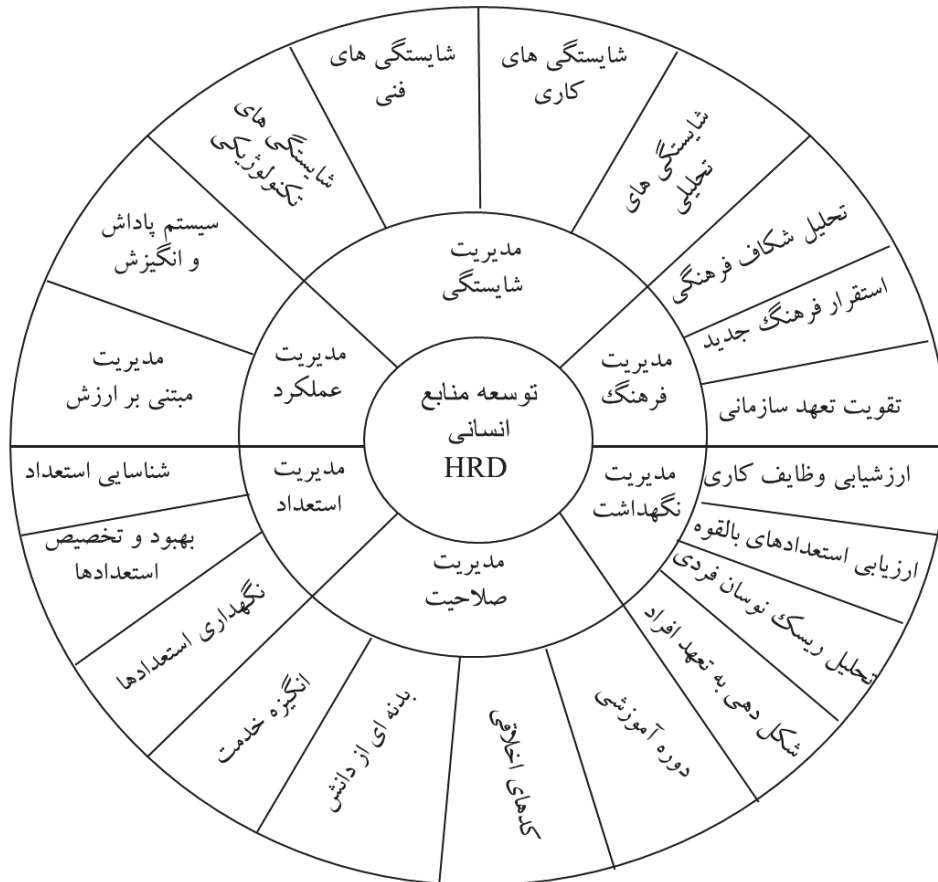 توسعه منابع
انسانی
HRD
مدیریت
شایستگی
مدیریت
فرهنگ
مدیریت
نگهداشت
مدیریت
صلاحیت
مدیریت
استعداد
مدیریت
عملکرد
شایستگی های
فنی
شایستگی های
کاری
شایستگی های
تحلیلی
تحلیل شکاف فرهنگی
استقرار فرهنگ جدید
تقویت تعهد سازمانی
ارزشیابی وظایف کاری
ارزیابی استعدادهای بالقوه
تحلیل ریسک نوسان فردی
شکل دهی به تعهد افراد
دوره آموزشی
کدهای اخلاقی
بدنه ای از دانش
انگیزه خدمت
نگهداری استعدادها
بهبود و تخصیص
استعدادها
شناسایی استعداد
مدیریت
مبتنی بر ارزش
سیستم پاداش
و انگیزش
شایستگی های
تکنولوژیکی